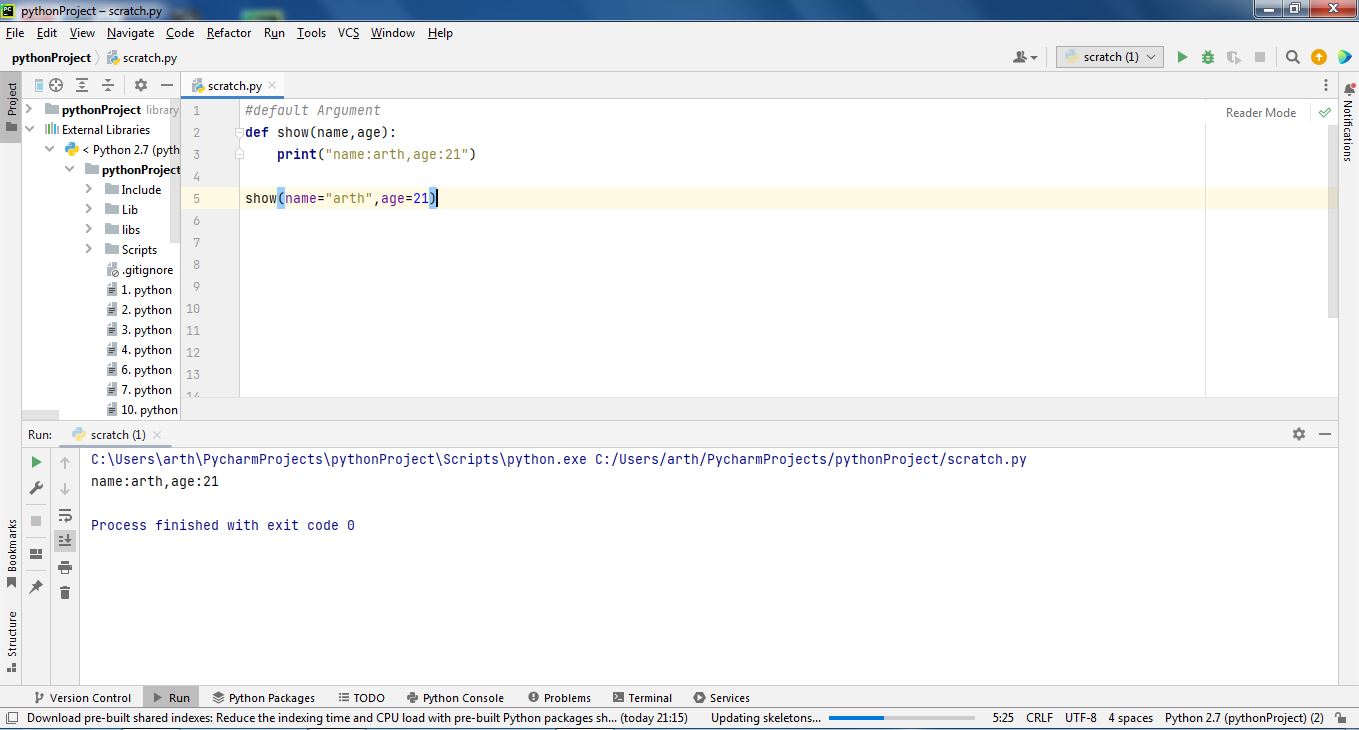 pythonProject – scratch.py
File Edit View Navigate Code Refactor Run Tools VCS Window Help
pythonProject scratch.py
scratch (1)
Project
scratch.py
pythonProject library
External Libraries
< Python 2.7 (pyth
pythonProject
Include
Lib
libs
Scripts
.gitignore
1. python
2. python
3. python
4. python
6. python
7. python
10. python
1 #default Argument
2 def show(name,age):
3 print("name:arth,age:21")
4
5 show(name="arth",age=21)
6
7
8
9
10
11
12
13
14
Reader Mode
Notifications
Run: scratch (1)
C:\Users\arth\PycharmProjects\pythonProject\Scripts\python.exe C:/Users/arth/PycharmProjects/pythonProject/scratch.py
name:arth,age:21
Process finished with exit code 0
Bookmarks
Structure
Version Control Run Python Packages TODO Python Console Problems Terminal Services
Download pre-built shared indexes: Reduce the indexing time and CPU load with pre-built Python packages sh... (today 21:15) Updating skeletons... 5:25 CRLF UTF-8 4 spaces Python 2.7 (pythonProject) (2)